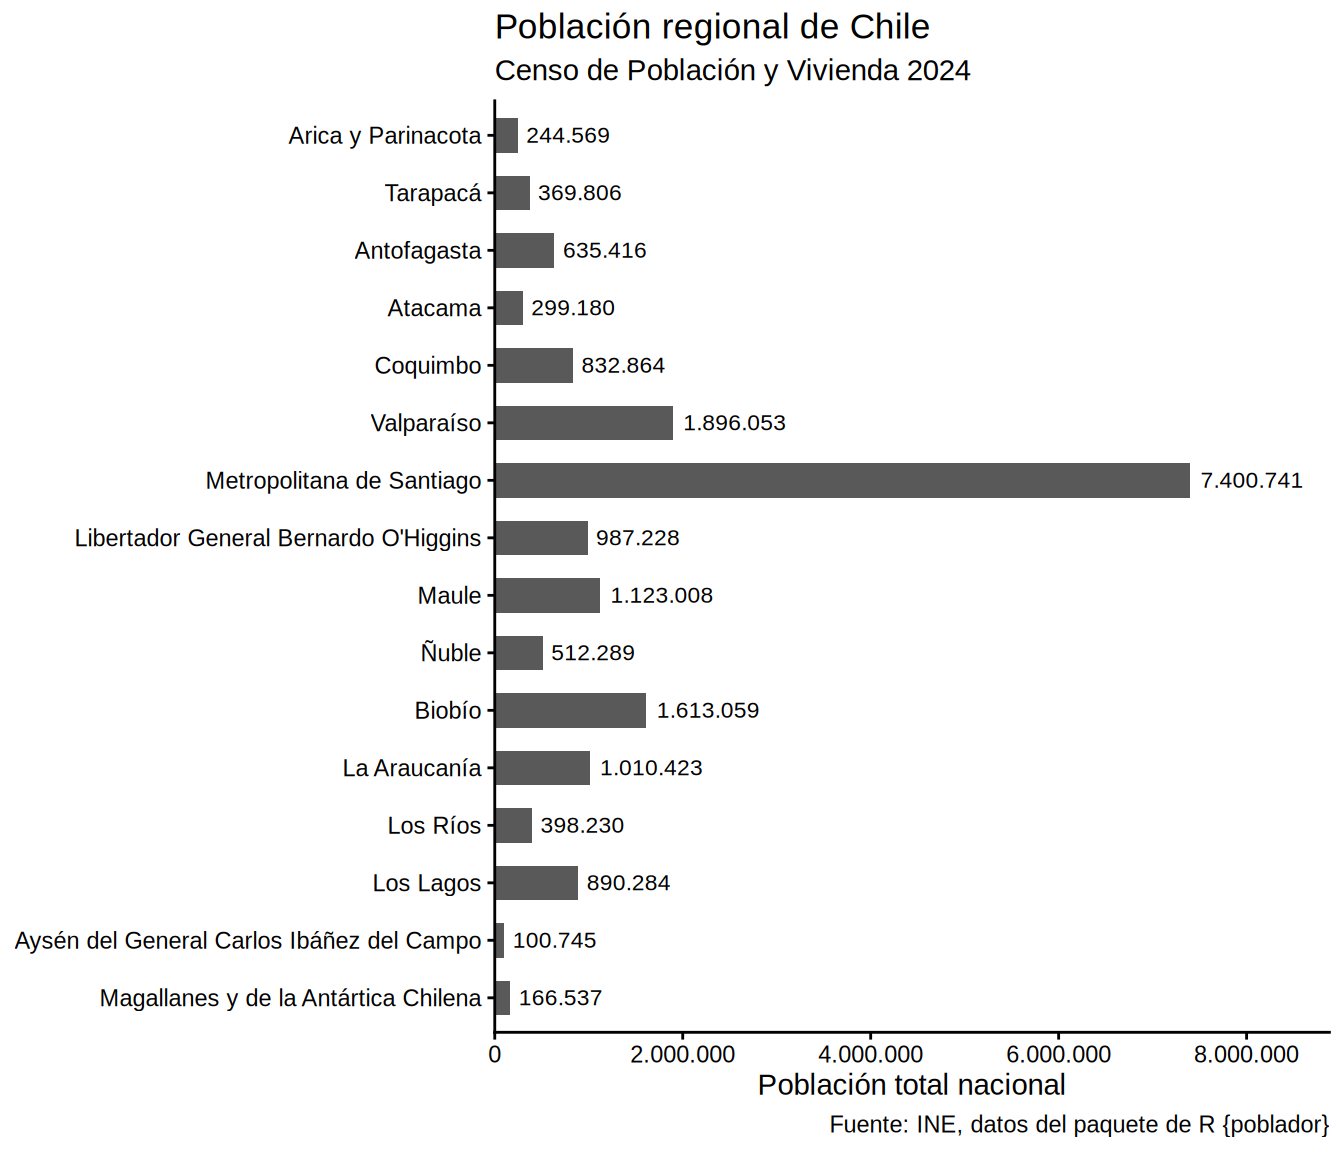 Población regional de Chile
Censo de Población y Vivienda 2024
Arica y Parinacota 244.569
Tarapacá 369.806
Antofagasta 635.416
Atacama 299.180
Coquimbo 832.864
Valparaíso 1.896.053
Metropolitana de Santiago 7.400.741
Libertador General Bernardo O'Higgins 987.228
Maule 1.123.008
Ñuble 512.289
Biobío 1.613.059
La Araucanía 1.010.423
Los Ríos 398.230
Los Lagos 890.284
Aysén del General Carlos Ibáñez del Campo 100.745
Magallanes y de la Antártica Chilena 166.537
0 2.000.000 4.000.000 6.000.000 8.000.000
Población total nacional
Fuente: INE, datos del paquete de R {poblador}